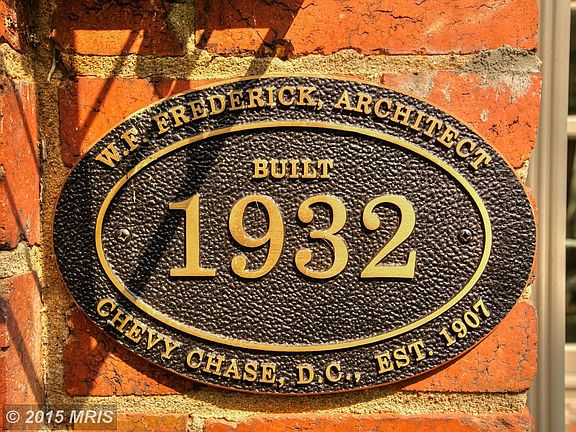 W.F. FREDERICK, ARCHITECT
BUILT
1932
CHEVY CHASE, D.C., EST. 1907
© 2015 MRIS